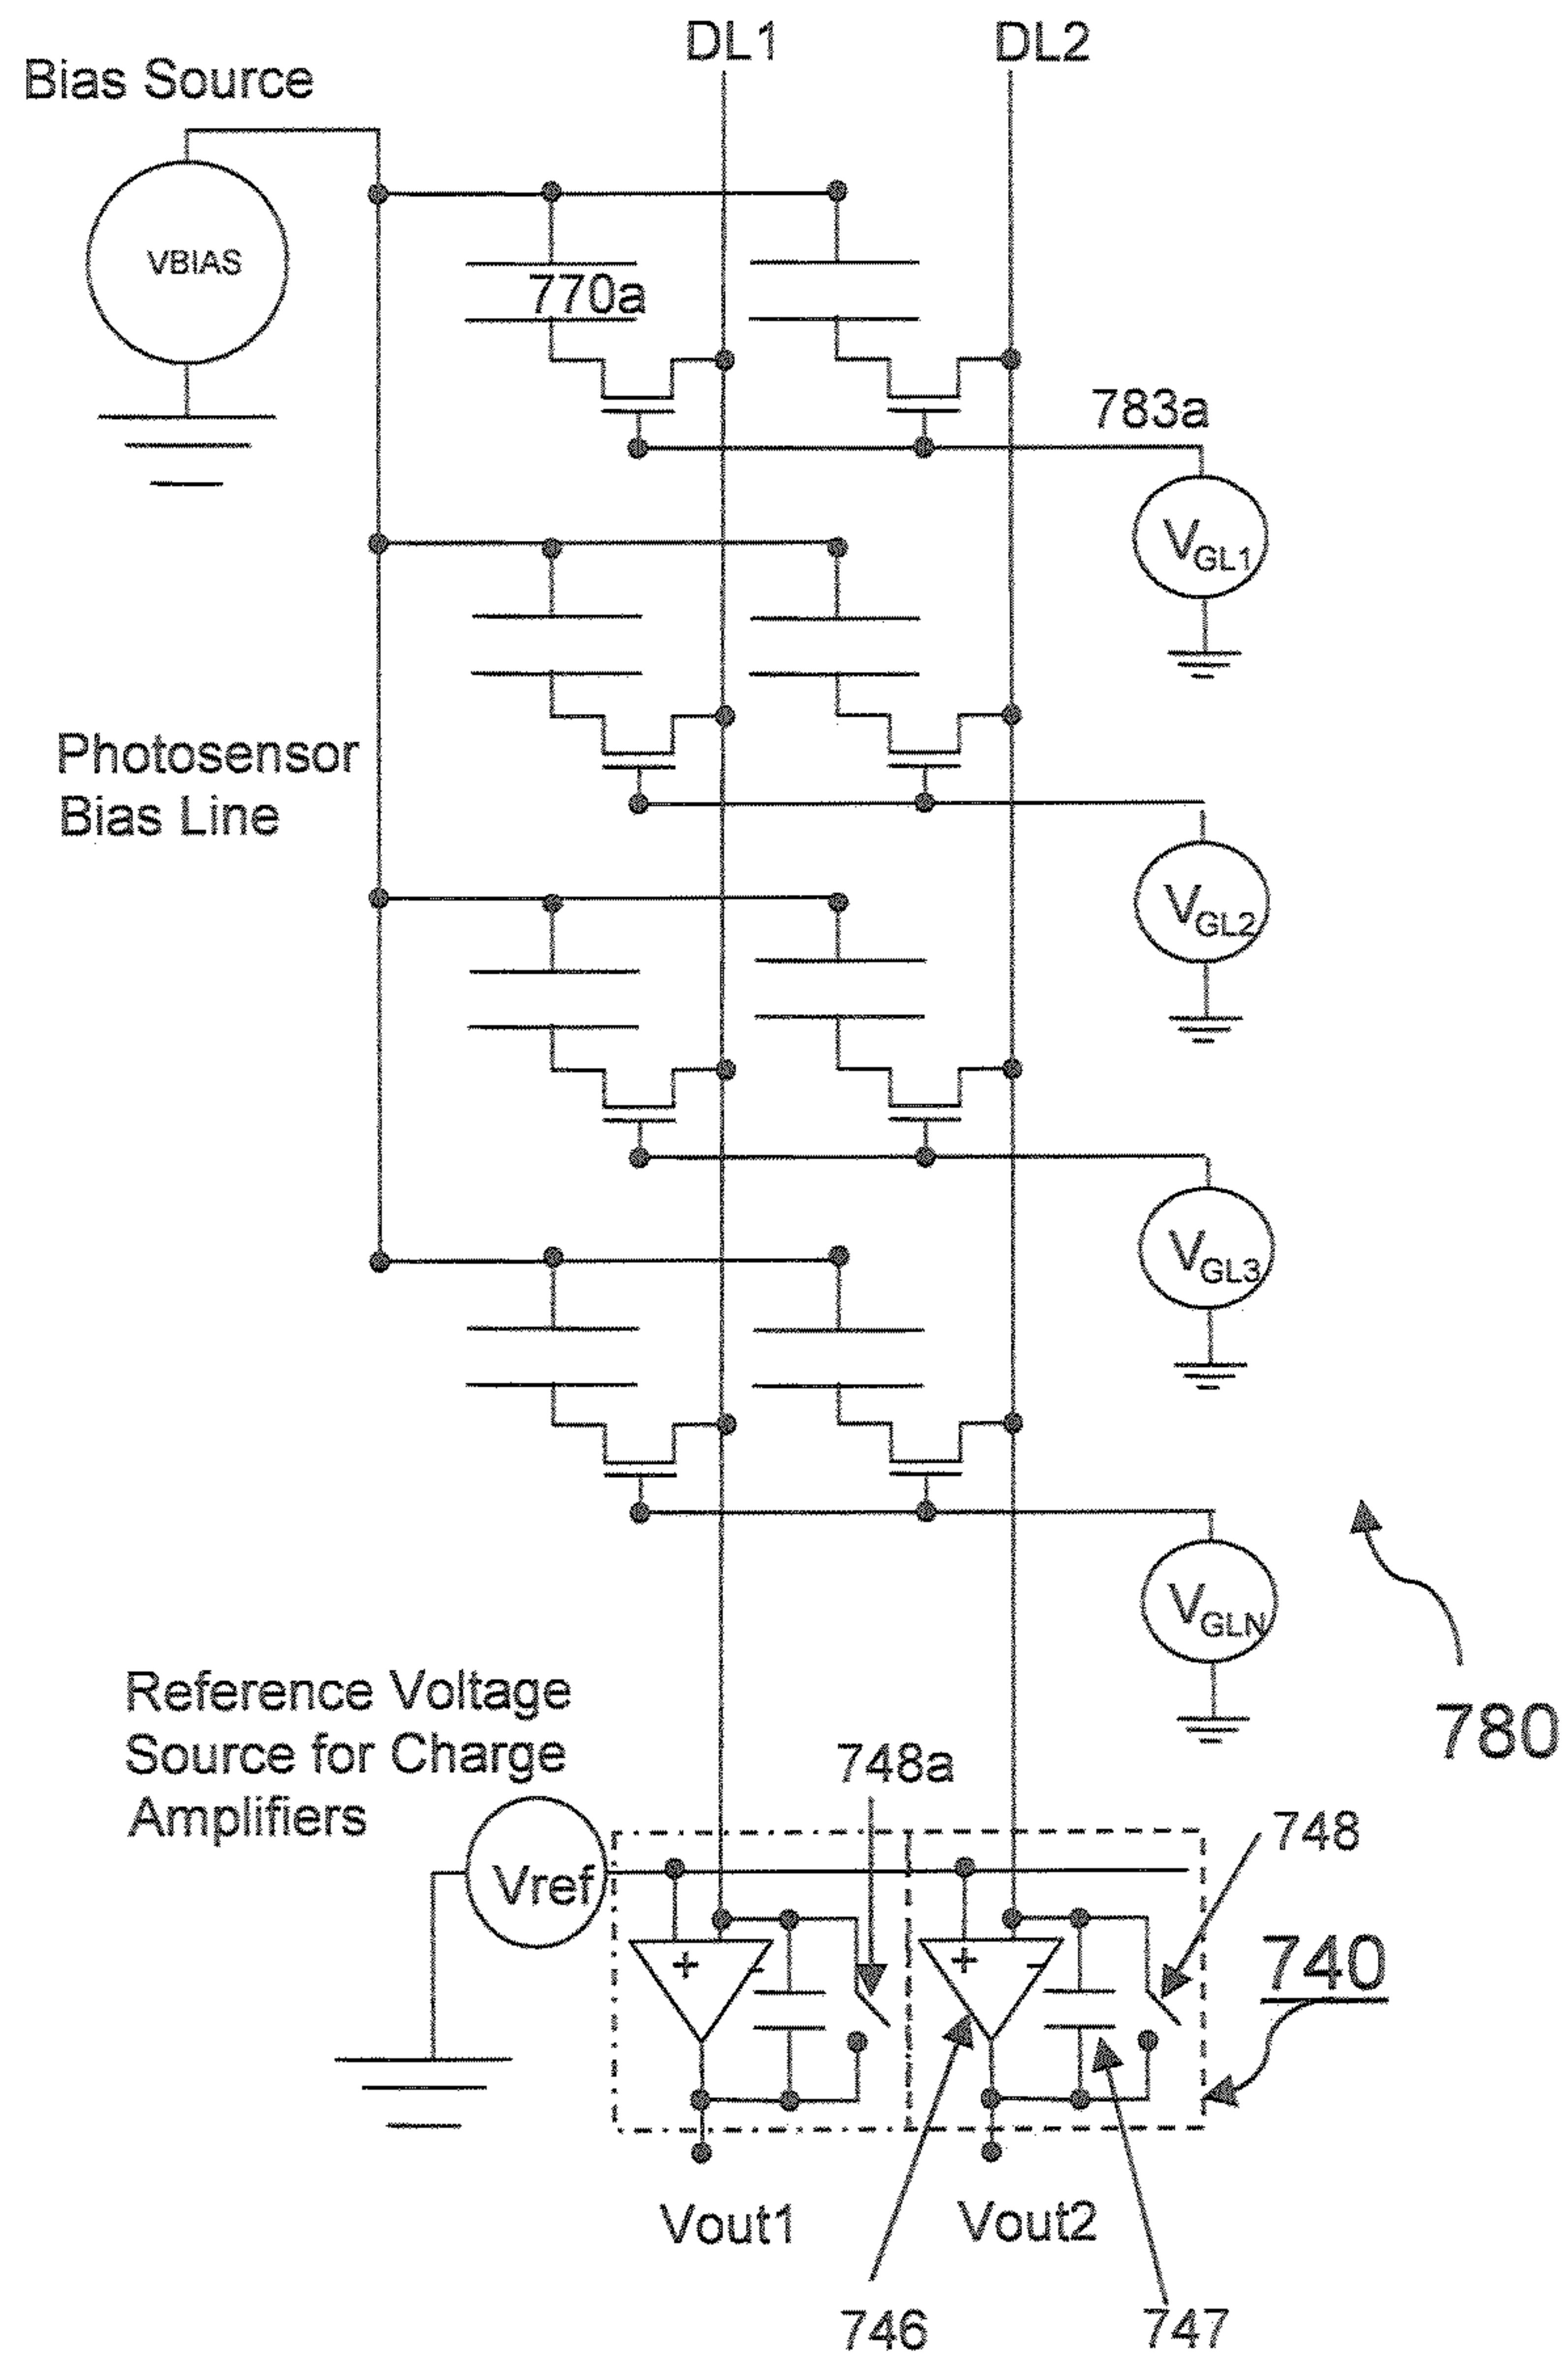 DL1
DL2
Bias Source
VBIAS
770a
783a
VGL1
Photosensor
Bias Line
VGL2
VGL3
VGLN
780
Reference Voltage
Source for Charge
Amplifiers
748a
748
Vref
+
-
+
-
740
Vout1
Vout2
746
747